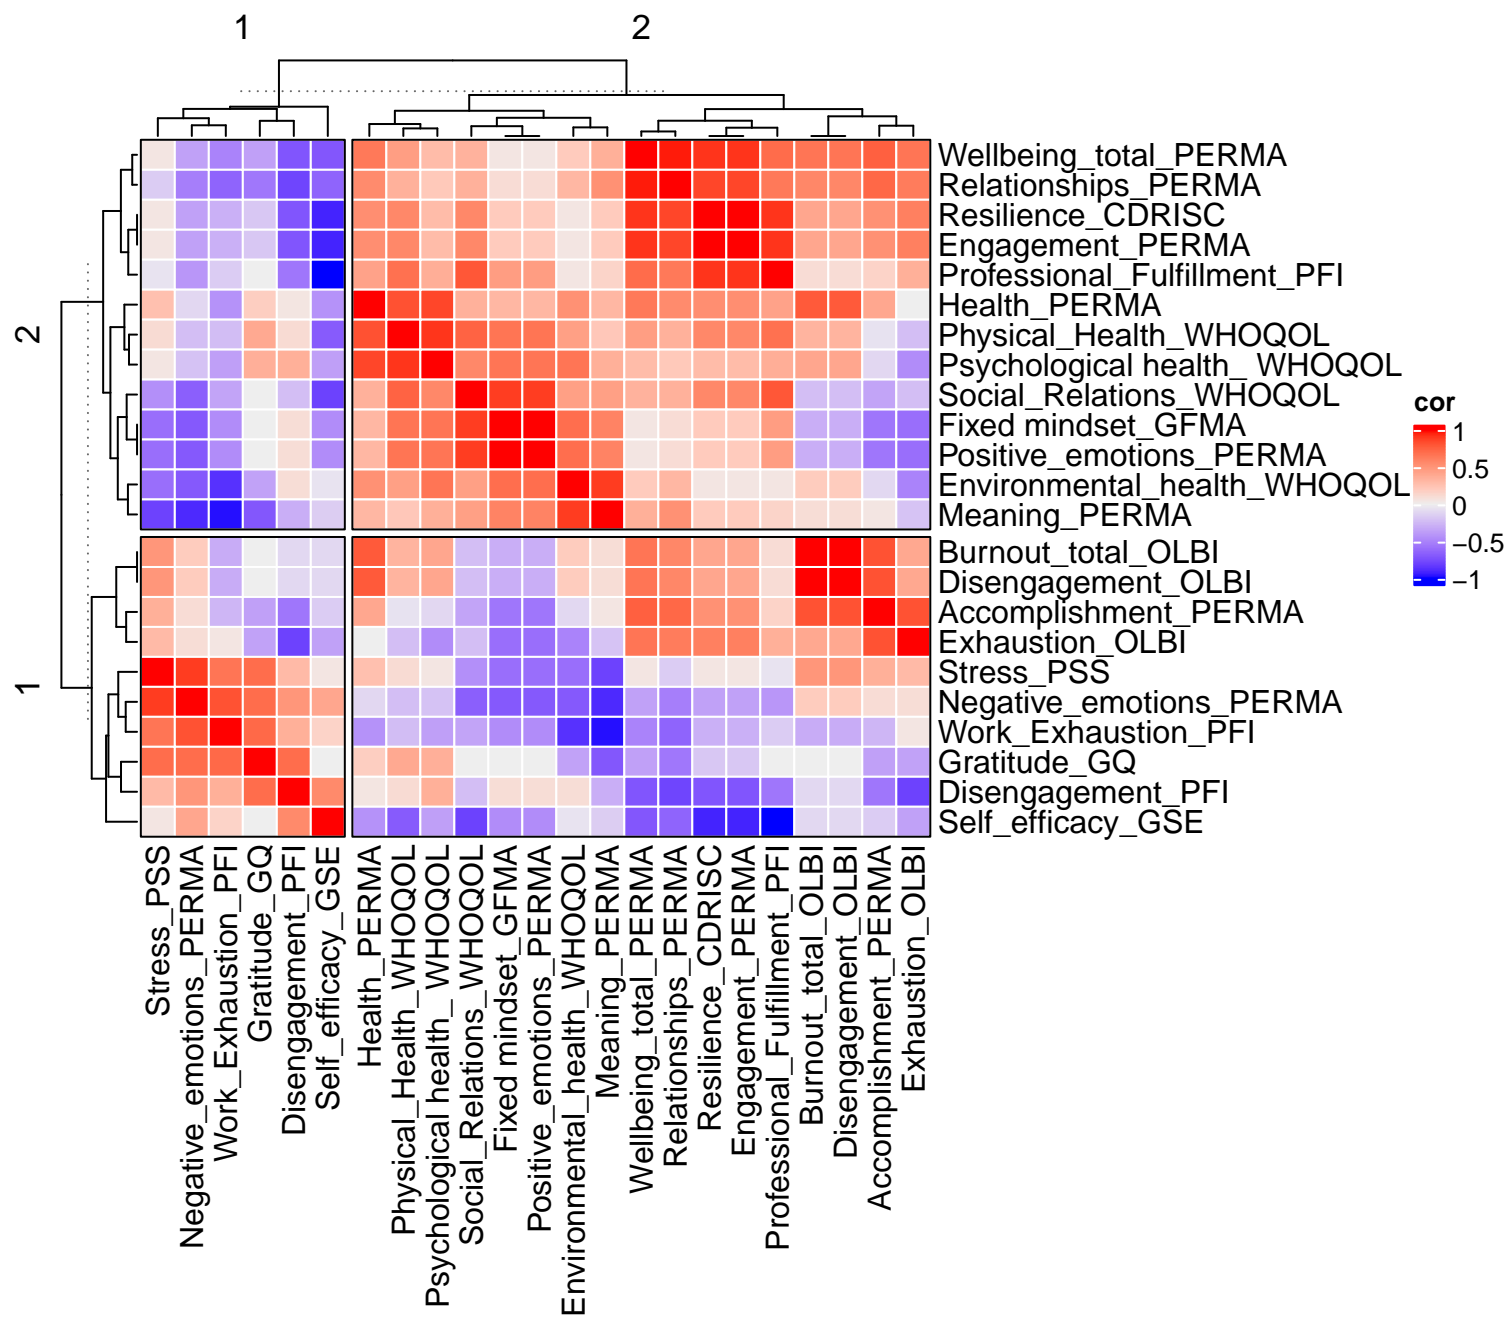 1
2
2
1
Wellbeing_total_PERMA
Relationships_PERMA
Resilience_CDRISC
Engagement_PERMA
Professional_Fulfillment_PFI
Health_PERMA
Physical_Health_WHOQOL
Psychological health_ WHOQOL
Social_Relations_WHOQOL
Fixed mindset_GFMA
Positive_emotions_PERMA
Environmental_health_WHOQOL
Meaning_PERMA
Burnout_total_OLBI
Disengagement_OLBI
Accomplishment_PERMA
Exhaustion_OLBI
Stress_PSS
Negative_emotions_PERMA
Work_Exhaustion_PFI
Gratitude_GQ
Disengagement_PFI
Self_efficacy_GSE
cor
1
0.5
0
−0.5
−1
Stress_PSS
Negative_emotions_PERMA
Work_Exhaustion_PFI
Gratitude_GQ
Disengagement_PFI
Self_efficacy_GSE
Health_PERMA
Physical_Health_WHOQOL
Psychological health_ WHOQOL
Social_Relations_WHOQOL
Fixed mindset_GFMA
Positive_emotions_PERMA
Environmental_health_WHOQOL
Meaning_PERMA
Wellbeing_total_PERMA
Relationships_PERMA
Resilience_CDRISC
Engagement_PERMA
Professional_Fulfillment_PFI
Burnout_total_OLBI
Disengagement_OLBI
Accomplishment_PERMA
Exhaustion_OLBI